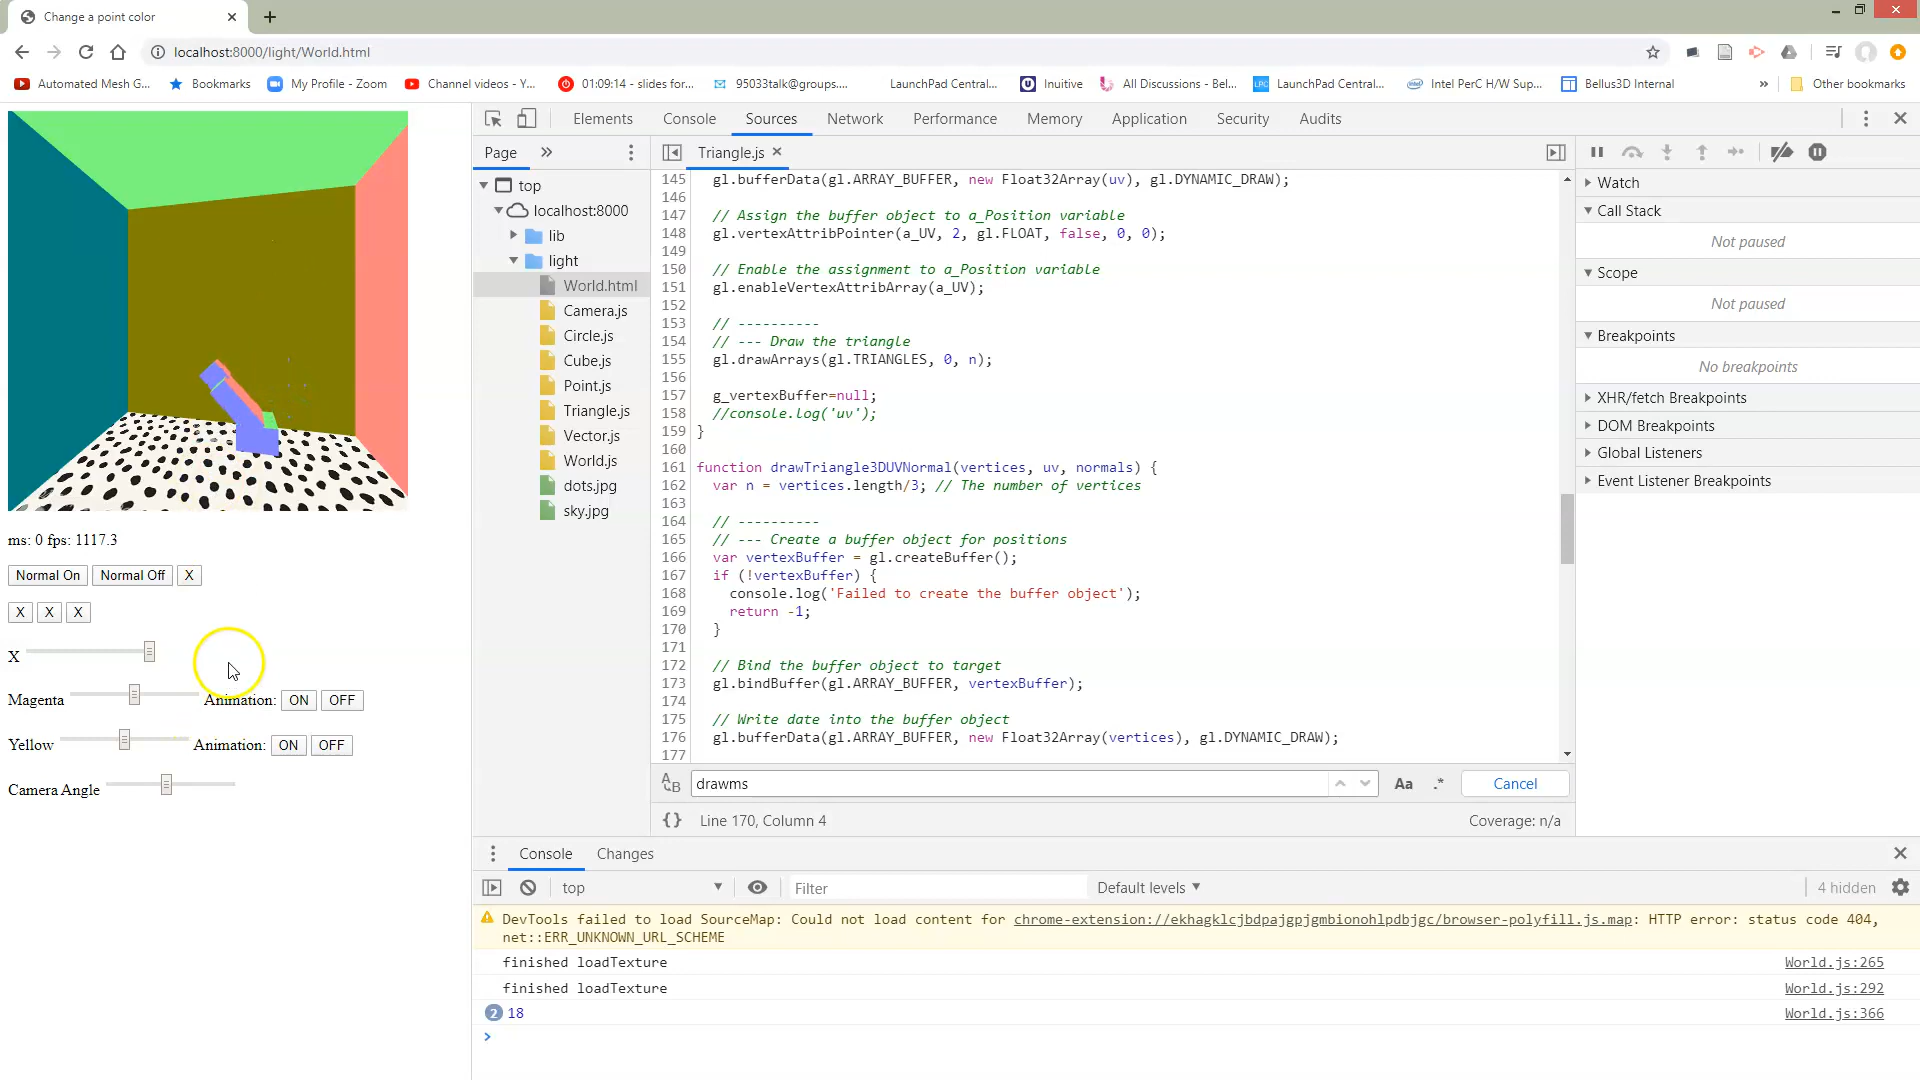 Change a point color
localhost:8000/light/World.html
Automated Mesh G... Bookmarks My Profile - Zoom Channel videos - Y... 01:09:14 - slides for... 95033talk@groups.... LaunchPad Central... Inuitive All Discussions - Bel... LPC LaunchPad Central... Intel PerC H/W Sup... Bellus3D Internal » Other bookmarks
Elements Console Sources Network Performance Memory Application Security Audits
Page » Triangle.js
top
localhost:8000
lib
light
World.html
Camera.js
Circle.js
Cube.js
Point.js
Triangle.js
Vector.js
World.js
dots.jpg
sky.jpg
145 gl.bufferData(gl.ARRAY_BUFFER, new Float32Array(uv), gl.DYNAMIC_DRAW);
146
147 // Assign the buffer object to a_Position variable
148 gl.vertexAttribPointer(a_UV, 2, gl.FLOAT, false, 0, 0);
149
150 // Enable the assignment to a_Position variable
151 gl.enableVertexAttribArray(a_UV);
152
153 // ----------
154 // --- Draw the triangle
155 gl.drawArrays(gl.TRIANGLES, 0, n);
156
157 g_vertexBuffer=null;
158 //console.log('uv');
159 }
160
161 function drawTriangle3DUVNormal(vertices, uv, normals) {
162 var n = vertices.length/3; // The number of vertices
163
164 // ----------
165 // --- Create a buffer object for positions
166 var vertexBuffer = gl.createBuffer();
167 if (!vertexBuffer) {
168 console.log('Failed to create the buffer object');
169 return -1;
170 }
171
172 // Bind the buffer object to target
173 gl.bindBuffer(gl.ARRAY_BUFFER, vertexBuffer);
174
175 // Write date into the buffer object
176 gl.bufferData(gl.ARRAY_BUFFER, new Float32Array(vertices), gl.DYNAMIC_DRAW);
177
drawms Aa .* Cancel
{} Line 170, Column 4 Coverage: n/a
Watch
Call Stack
Not paused
Scope
Not paused
Breakpoints
No breakpoints
XHR/fetch Breakpoints
DOM Breakpoints
Global Listeners
Event Listener Breakpoints
ms: 0 fps: 1117.3
Normal On Normal Off X
X X X
X
Magenta Animation: ON OFF
Yellow Animation: ON OFF
Camera Angle
Console Changes
top Filter Default levels 4 hidden
DevTools failed to load SourceMap: Could not load content for chrome-extension://ekhagklcjbdpajgpjgmbionohlpdbjgc/browser-polyfill.js.map: HTTP error: status code 404,
net::ERR_UNKNOWN_URL_SCHEME
finished loadTexture World.js:265
finished loadTexture World.js:292
2 18 World.js:366
>